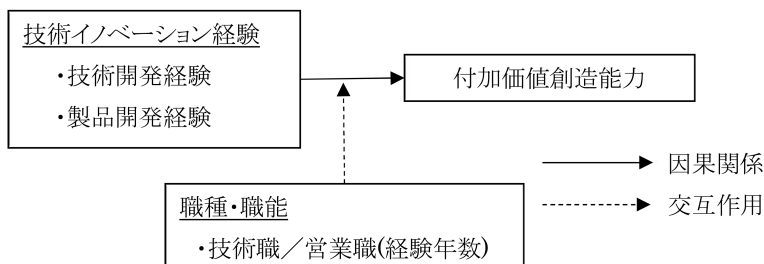 技術イノベーション経験
・技術開発経験
・製品開発経験
付加価値創造能力
因果関係
交互作用
職種・職能
・技術職／営業職(経験年数)